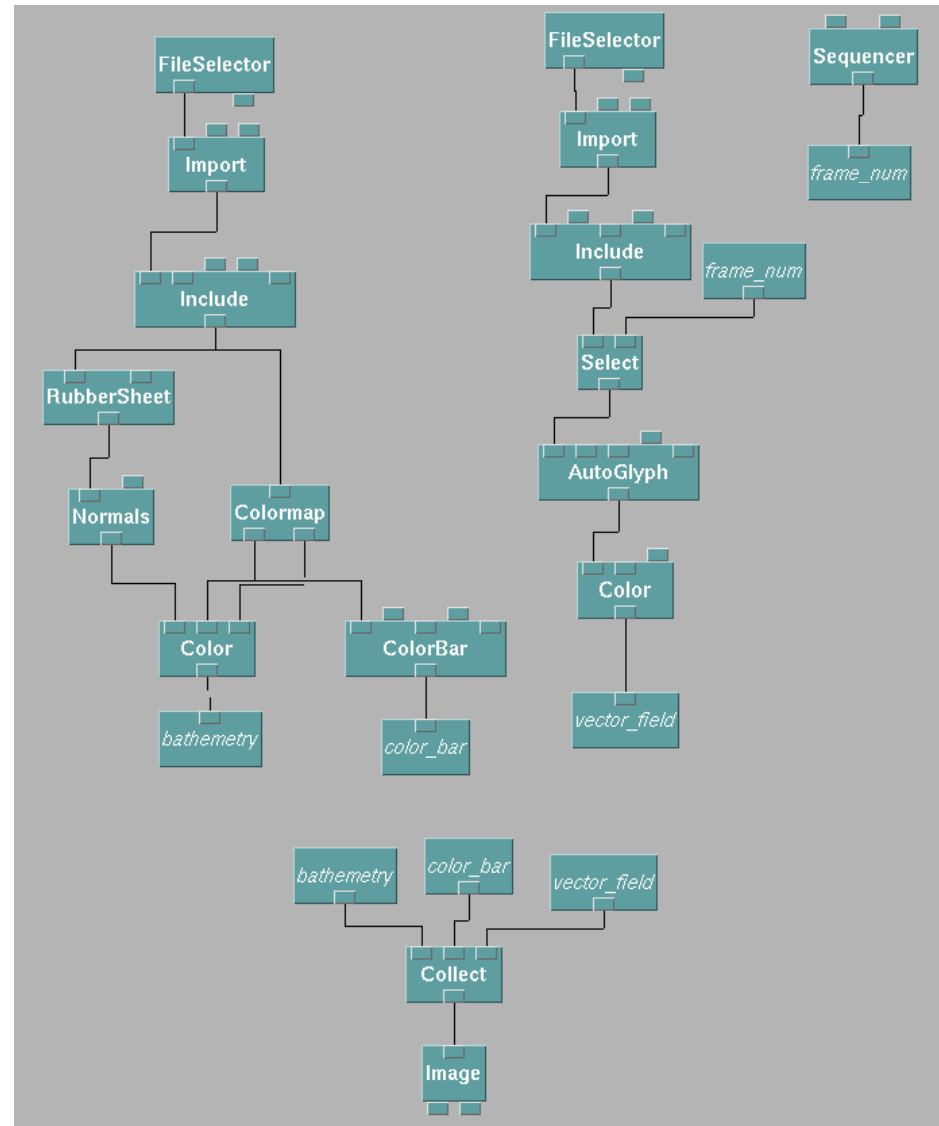 FileSelector
Import
Include
RubberSheet
Normals
Colormap
Color
ColorBar
bathemetry
color_bar
FileSelector
Import
Include
frame_num
Select
AutoGlyph
Color
vector_field
Sequencer
frame_num
bathemetry
color_bar
vector_field
Collect
Image